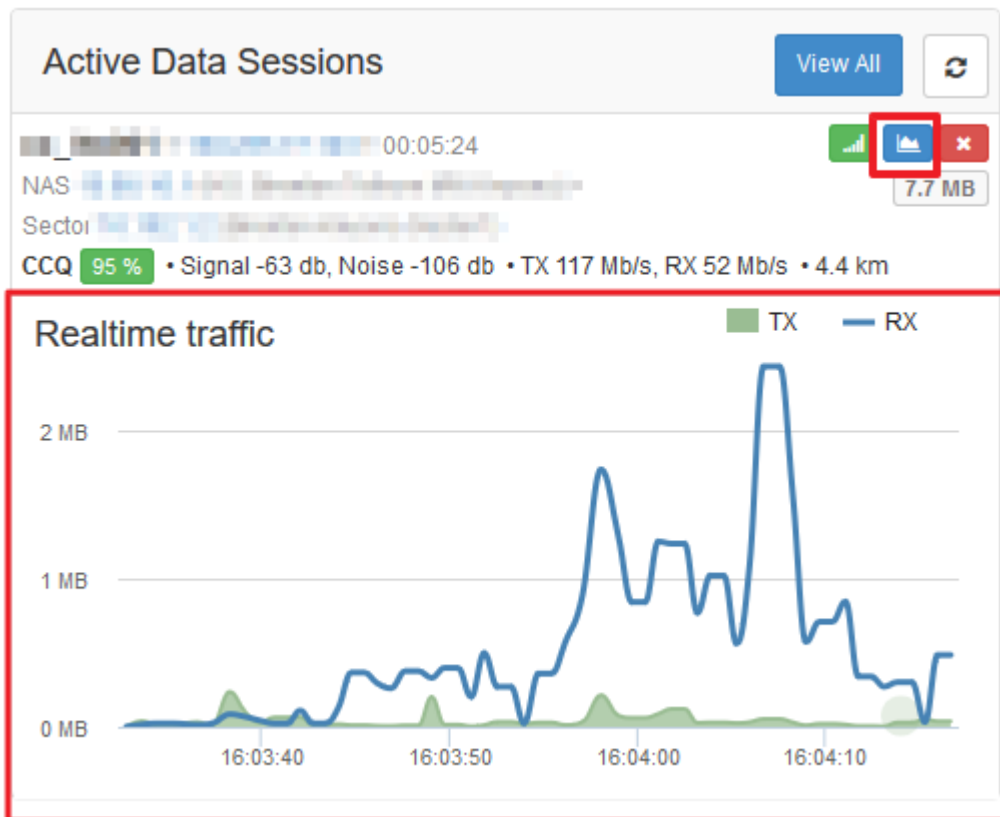 Active Data Sessions
View All
00:05:24
NAS
7.7 MB
Sector
CCQ 95 % • Signal -63 db, Noise -106 db • TX 117 Mb/s, RX 52 Mb/s • 4.4 km
Realtime traffic
TX RX
2 MB
1 MB
0 MB
16:03:40 16:03:50 16:04:00 16:04:10